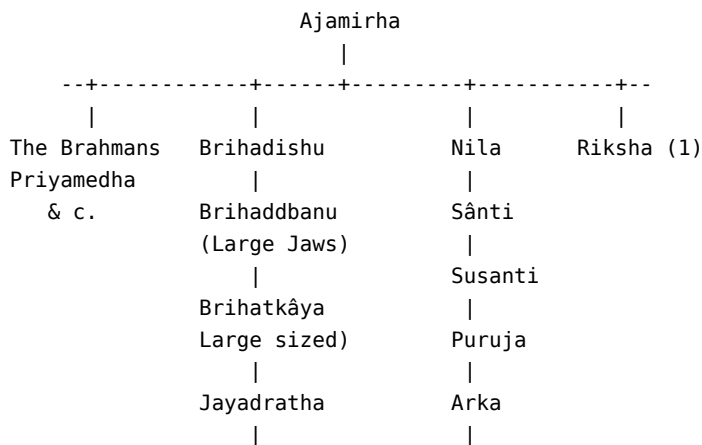 Ajamirha
|
--+------------+------+---------+-----------+--
| | | |
The Brahmans Brihadishu Nila Riksha (1)
Priyamedha | |
& c. Brihaddbanu Sânti
(Large Jaws) |
| Susanti
Brihatkâya |
Large sized) Puruja
| |
Jayadratha Arka
| |